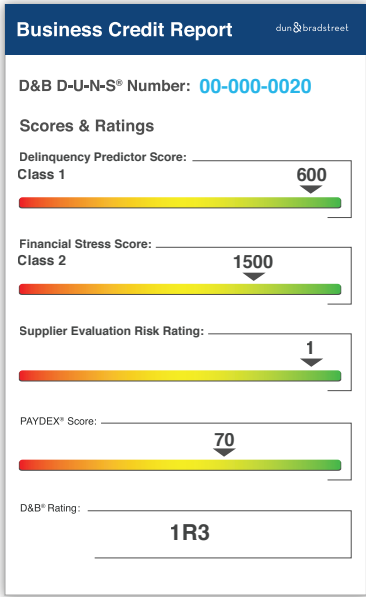 Business Credit Report
dun&bradstreet
D&B D-U-N-S® Number: 00-000-0020
Scores & Ratings
Delinquency Predictor Score:
Class 1
600
Financial Stress Score:
Class 2
1500
Supplier Evaluation Risk Rating:
1
PAYDEX® Score:
70
D&B® Rating:
1R3